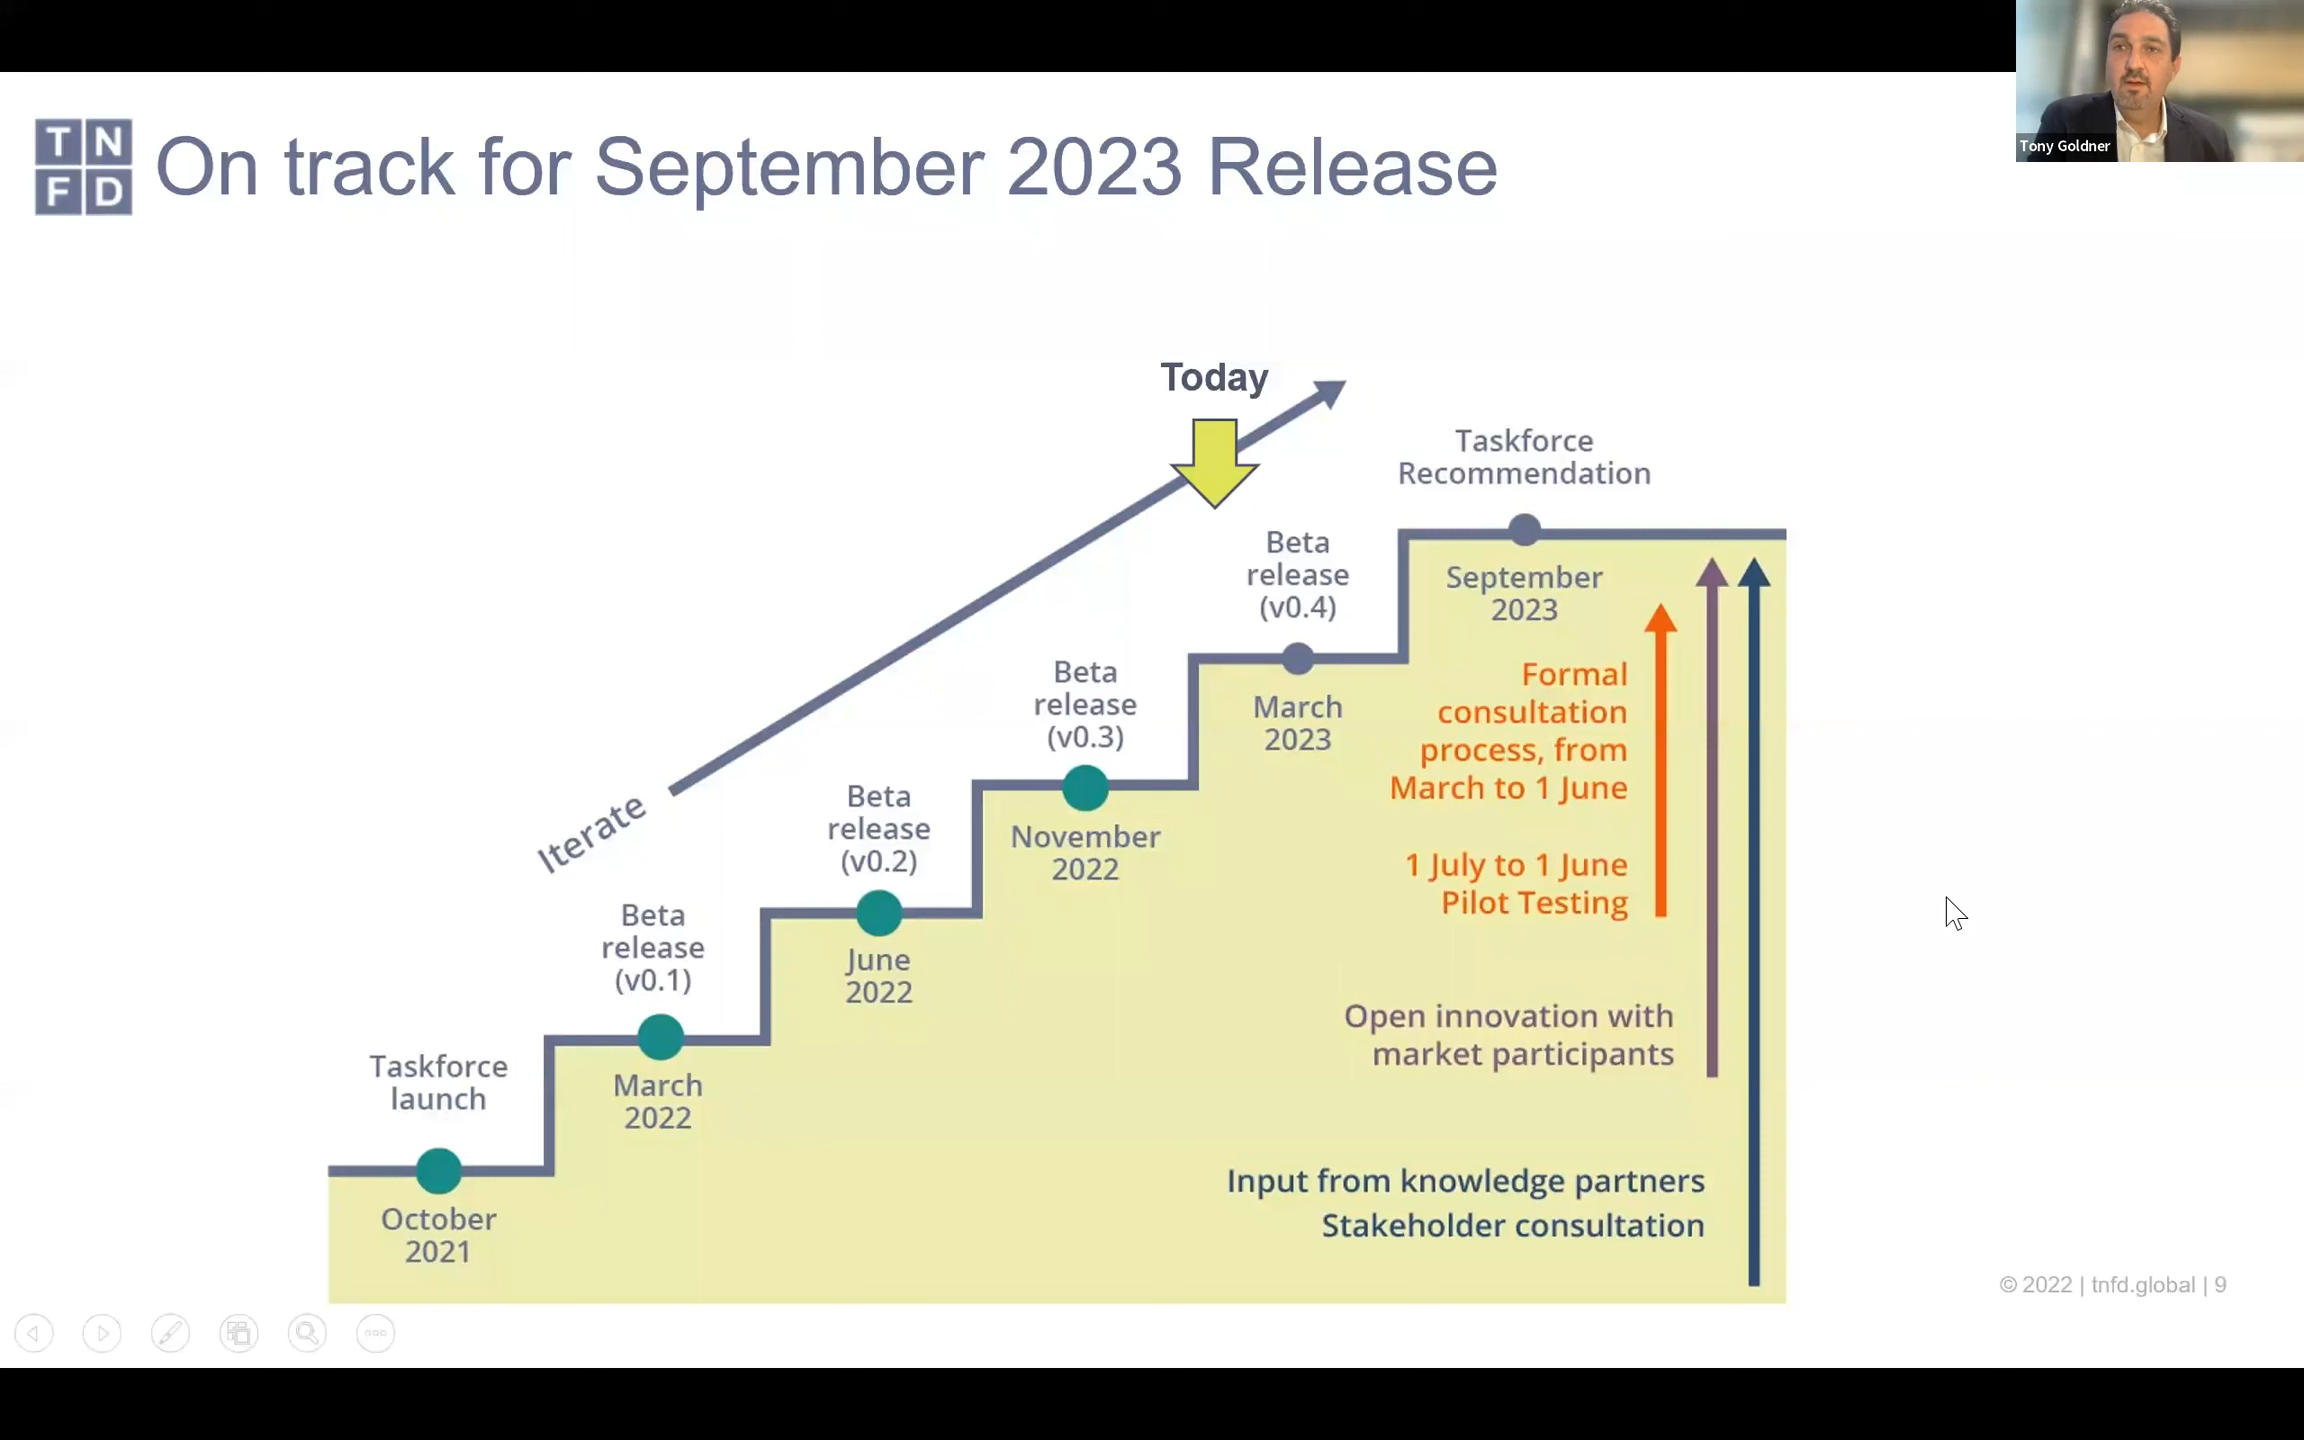 Tony Goldner
TN
FD
On track for September 2023 Release
Today
Taskforce
Recommendation
September
2023
Beta
release
(v0.4)
March
2023
Beta
release
(v0.3)
November
2022
Beta
release
(v0.2)
June
2022
Iterate
Beta
release
(v0.1)
March
2022
Taskforce
launch
October
2021
Formal
consultation
process, from
March to 1 June
1 July to 1 June
Pilot Testing
Open innovation with
market participants
Input from knowledge partners
Stakeholder consultation
© 2022 | tnfd.global | 9